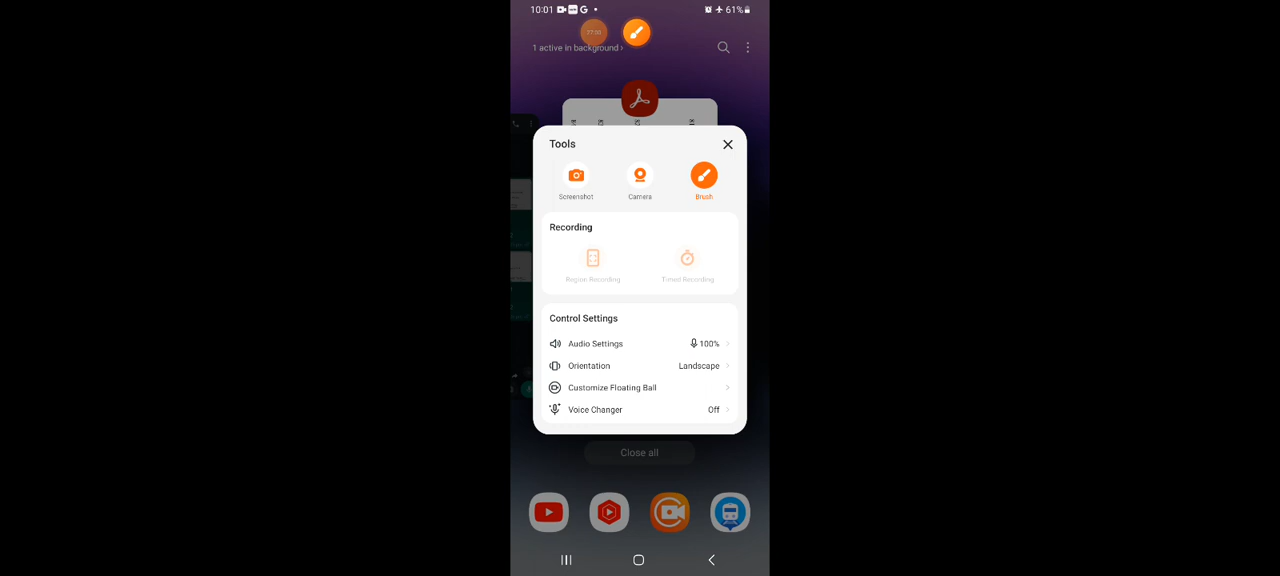 10:01
61%
1 active in background ›
Tools
Screenshot
Camera
Brush
Recording
Region Recording
Timed Recording
Control Settings
Audio Settings 100%
Orientation Landscape
Customize Floating Ball
Voice Changer Off
Close all